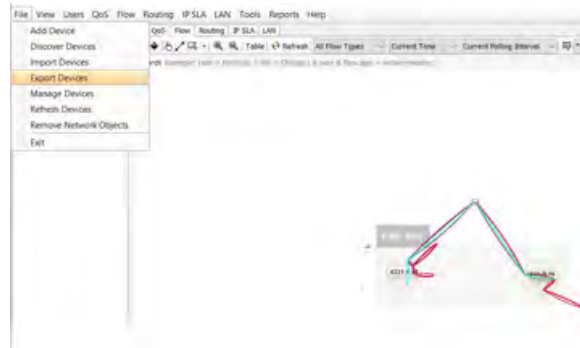 File View Users QoS Flow Routing IP SLA LAN Tools Reports Help
Add Device
Discover Devices
Import Devices
Export Devices
Manage Devices
Refresh Devices
Remove Network Objects
Exit
QoS Flow Routing IP SLA LAN
Table Refresh All Flow Types Current Time Current Polling Interval